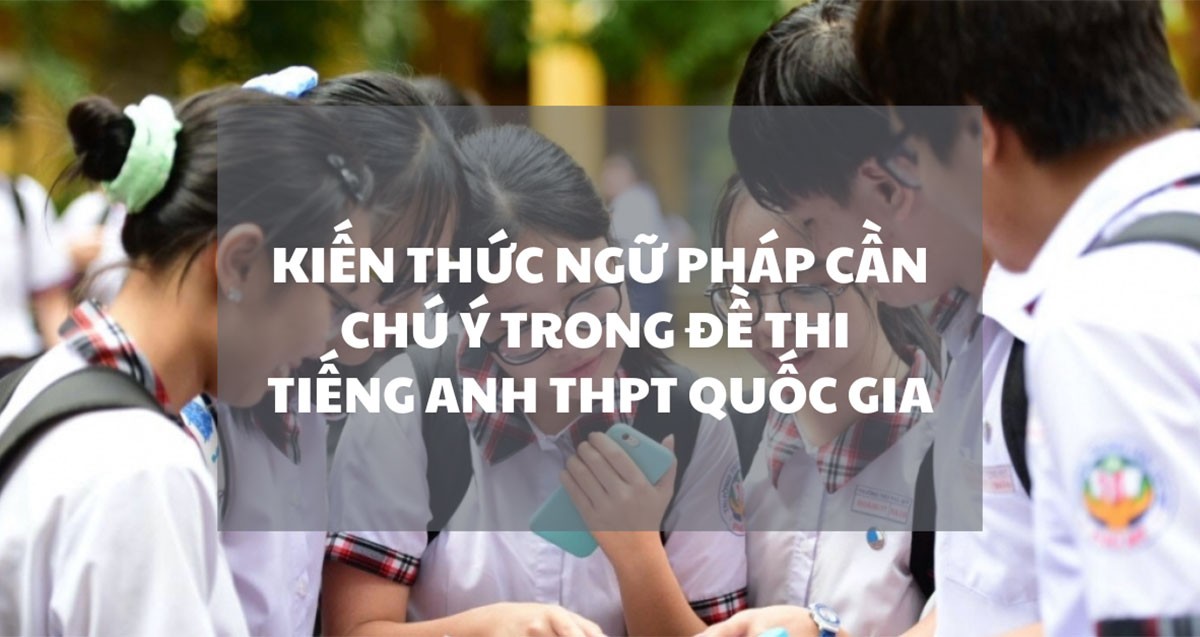 KIẾN THỨC NGỮ PHÁP CẦN
CHÚ Ý TRONG ĐỀ THI
TIẾNG ANH THPT QUỐC GIA